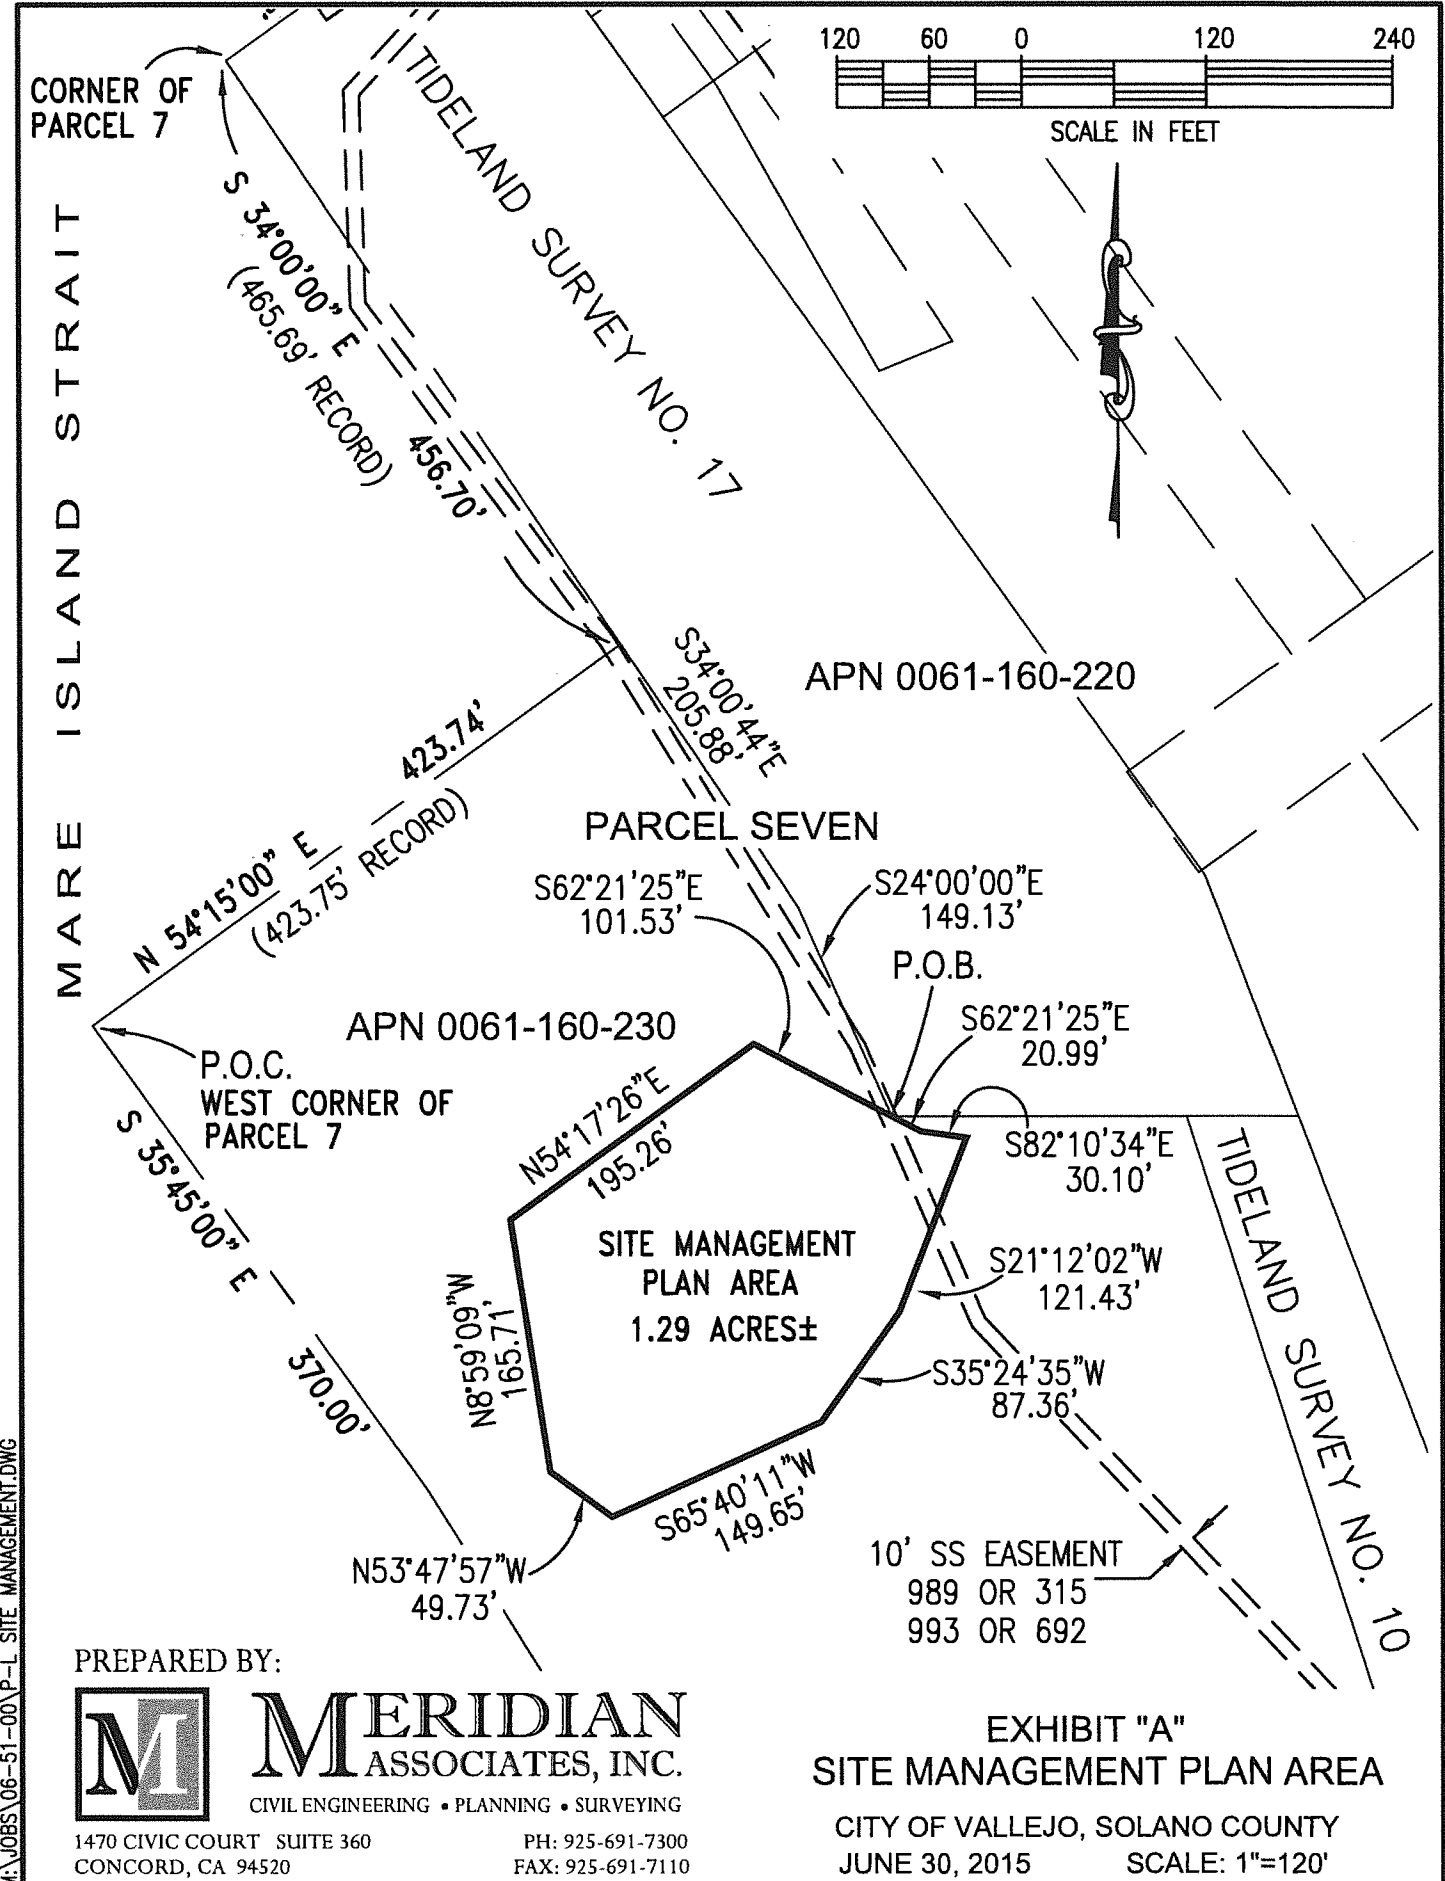 120 60 0 120 240
SCALE IN FEET
CORNER OF
PARCEL 7
TIDELAND SURVEY NO. 17
S 34°00'00" E
(465.69' RECORD)
456.70'
MARE ISLAND STRAIT
S34°00'44"E
205.88'
APN 0061-160-220
N 54°15'00" E 423.74'
(423.75' RECORD)
PARCEL SEVEN
S62°21'25"E
101.53'
S24°00'00"E
149.13'
P.O.B.
APN 0061-160-230
S62°21'25"E
20.99'
P.O.C.
WEST CORNER OF
PARCEL 7
S 35°45'00" E 370.00'
N54°17'26"E
195.26'
S82°10'34"E
30.10'
SITE MANAGEMENT
PLAN AREA
1.29 ACRES±
S21°12'02"W
121.43'
N8°59'09"W
165.71'
S35°24'35"W
87.36'
TIDELAND SURVEY NO. 10
S65°40'11"W
149.65'
N53°47'57"W
49.73'
10' SS EASEMENT
989 OR 315
993 OR 692
M:\JOBS\06-51-00\P-L SITE MANAGEMENT.DWG
PREPARED BY:
M
MERIDIAN
ASSOCIATES, INC.
CIVIL ENGINEERING • PLANNING • SURVEYING
1470 CIVIC COURT SUITE 360 PH: 925-691-7300
CONCORD, CA 94520 FAX: 925-691-7110
EXHIBIT "A"
SITE MANAGEMENT PLAN AREA
CITY OF VALLEJO, SOLANO COUNTY
JUNE 30, 2015 SCALE: 1"=120'